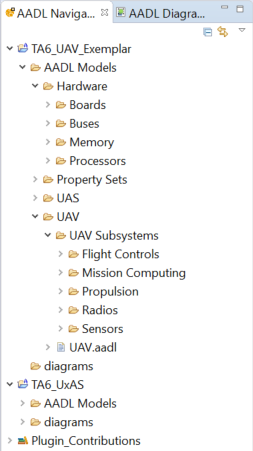 AADL Naviga... AADL Diagra...
TA6_UAV_Exemplar
AADL Models
Hardware
Boards
Buses
Memory
Processors
Property Sets
UAS
UAV
UAV Subsystems
Flight Controls
Mission Computing
Propulsion
Radios
Sensors
UAV.aadl
diagrams
TA6_UxAS
AADL Models
diagrams
Plugin_Contributions